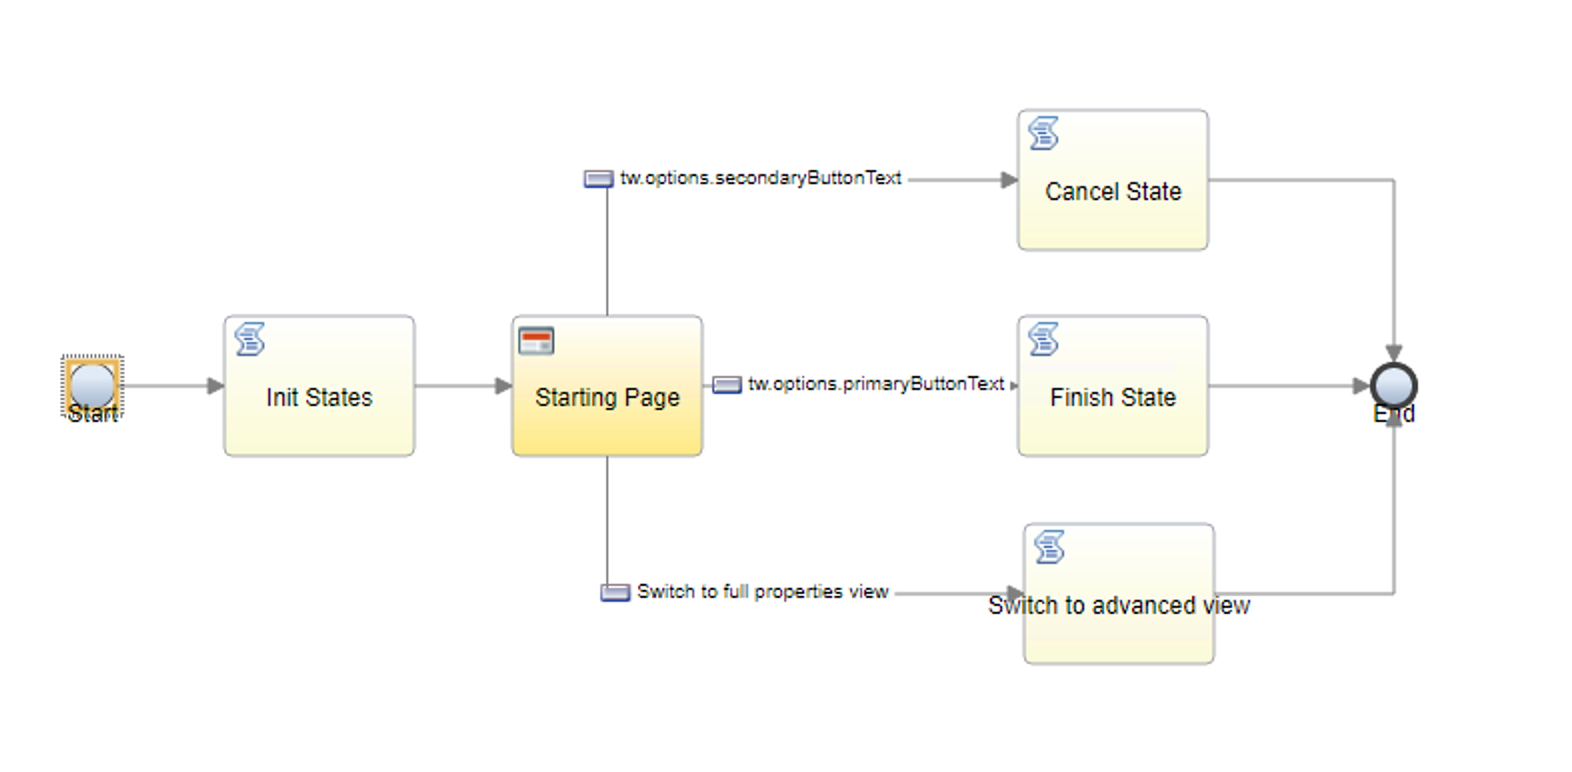 tw.options.secondaryButtonText
Cancel State
Start
Init States
Starting Page
tw.options.primaryButtonText
Finish State
End
Switch to full properties view
Switch to advanced view